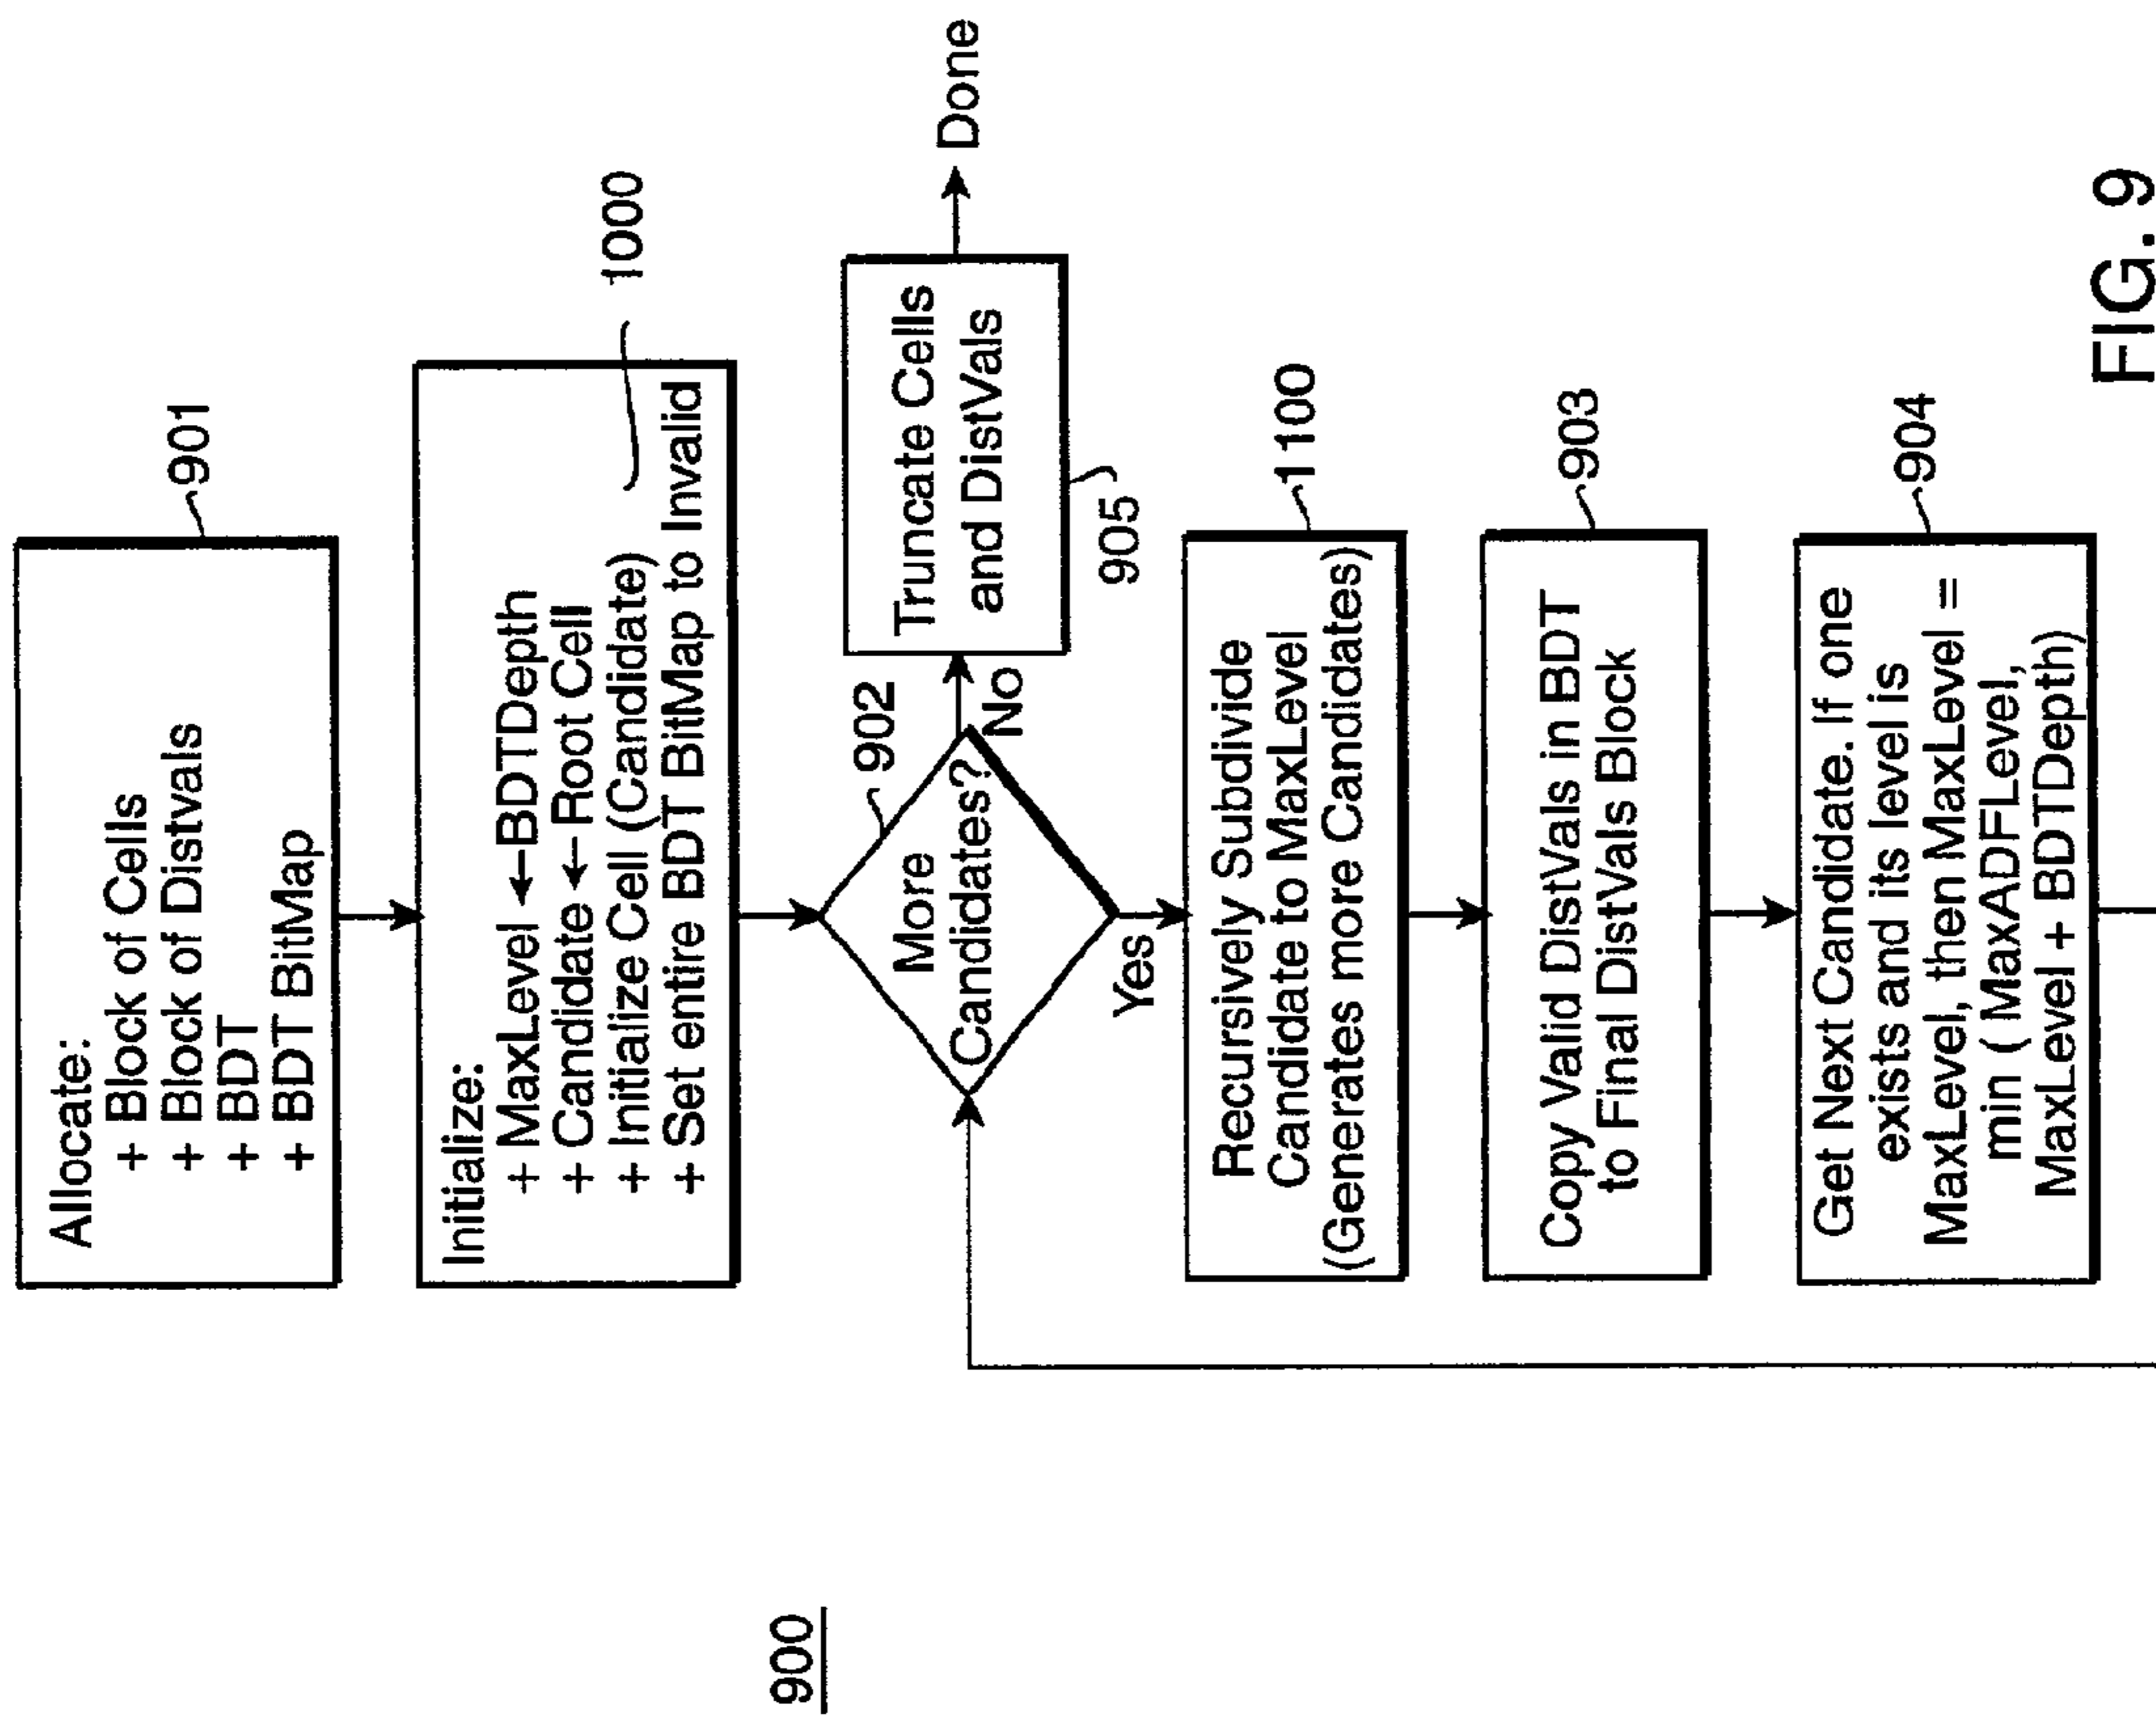 900
Allocate:
+ Block of Cells
+ Block of Distvals
+ BDT
+ BDT BitMap
901
Initialize:
+ MaxLevel ←BDTDepth
+ Candidate ← Root Cell
+ Initialize Cell (Candidate)
+ Set entire BDT BitMap to Invalid
1000
More
Candidates?
902
No
Yes
Truncate Cells
and DistVals
905
Done
Recursively Subdivide
Candidate to MaxLevel
(Generates more Candidates)
1100
Copy Valid DistVals in BDT
to Final DistVals Block
903
Get Next Candidate. If one
exists and its level is
MaxLevel, then MaxLevel =
min (MaxADFLevel,
MaxLevel + BDTDepth)
904
FIG. 9